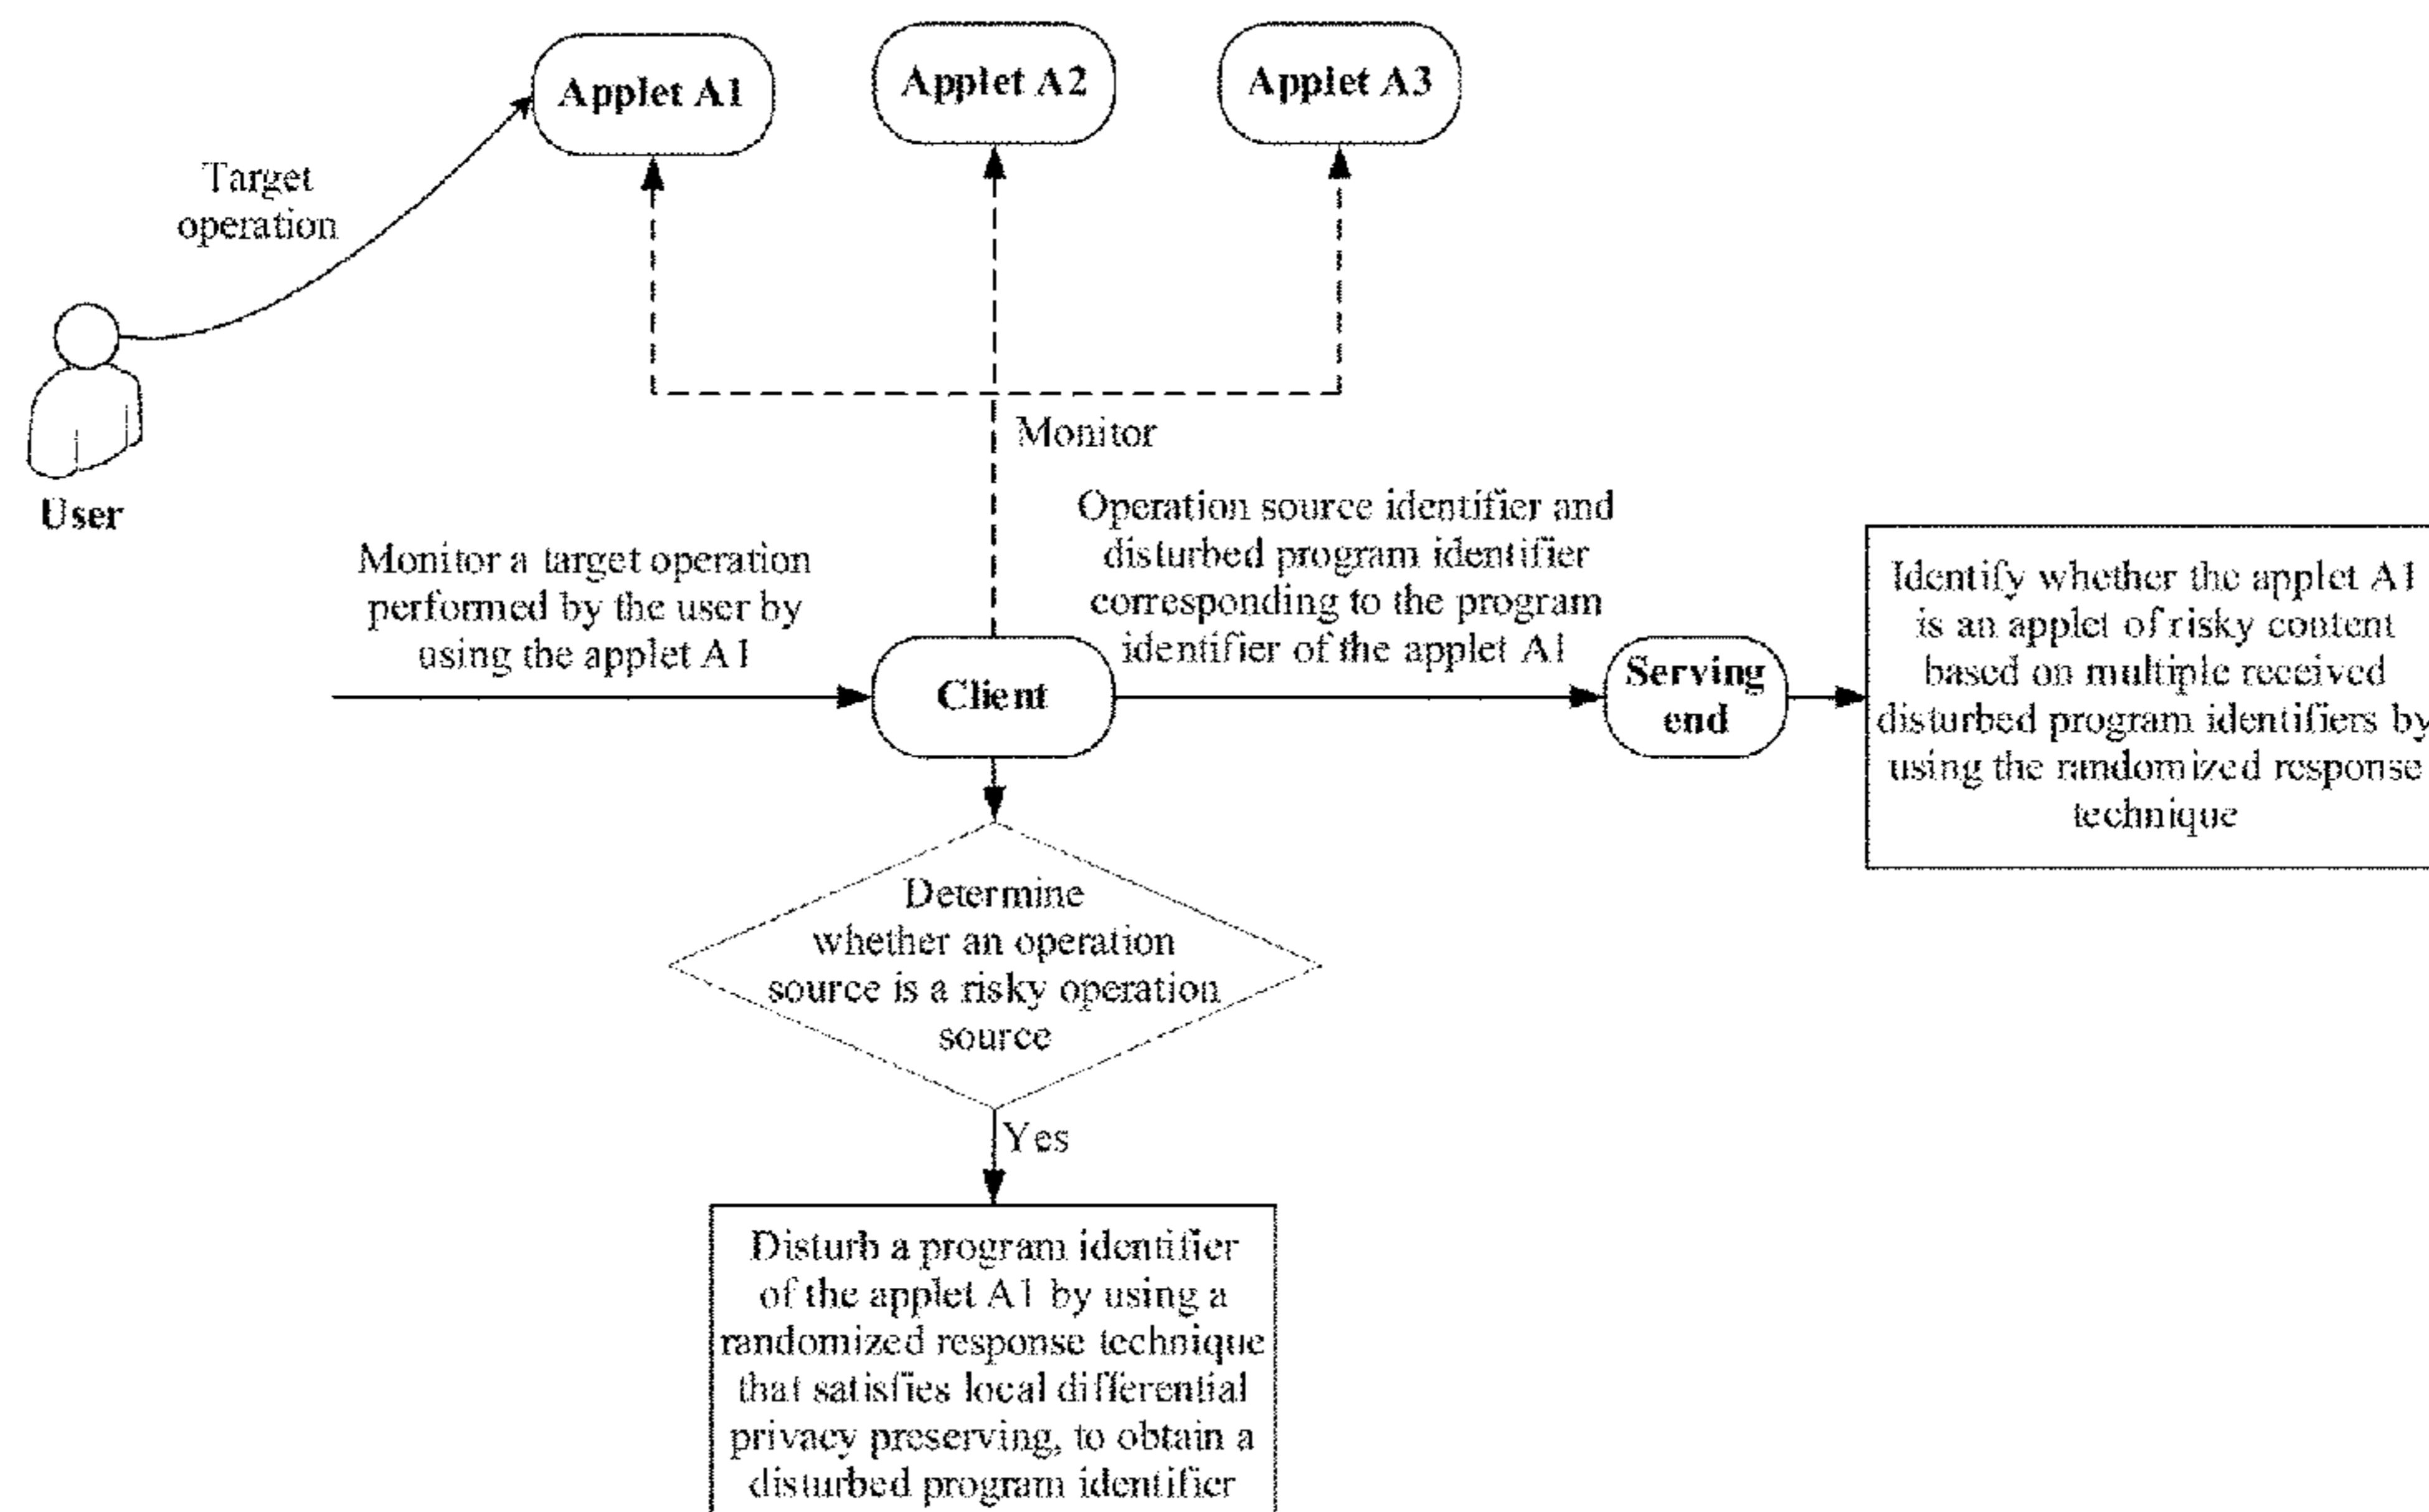 Applet A1
Applet A2
Applet A3
Target
operation
Monitor
User
Monitor a target operation
performed by the user by
using the applet A1
Operation source identifier and
disturbed program identifier
corresponding to the program
identifier of the applet A1
Client
Serving
end
Identify whether the applet A1
is an applet of risky content
based on multiple received
disturbed program identifiers by
using the randomized response
technique
Determine
whether an operation
source is a risky operation
source
Yes
Disturb a program identifier
of the applet A1 by using a
randomized response technique
that satisfies local differential
privacy preserving, to obtain a
disturbed program identifier